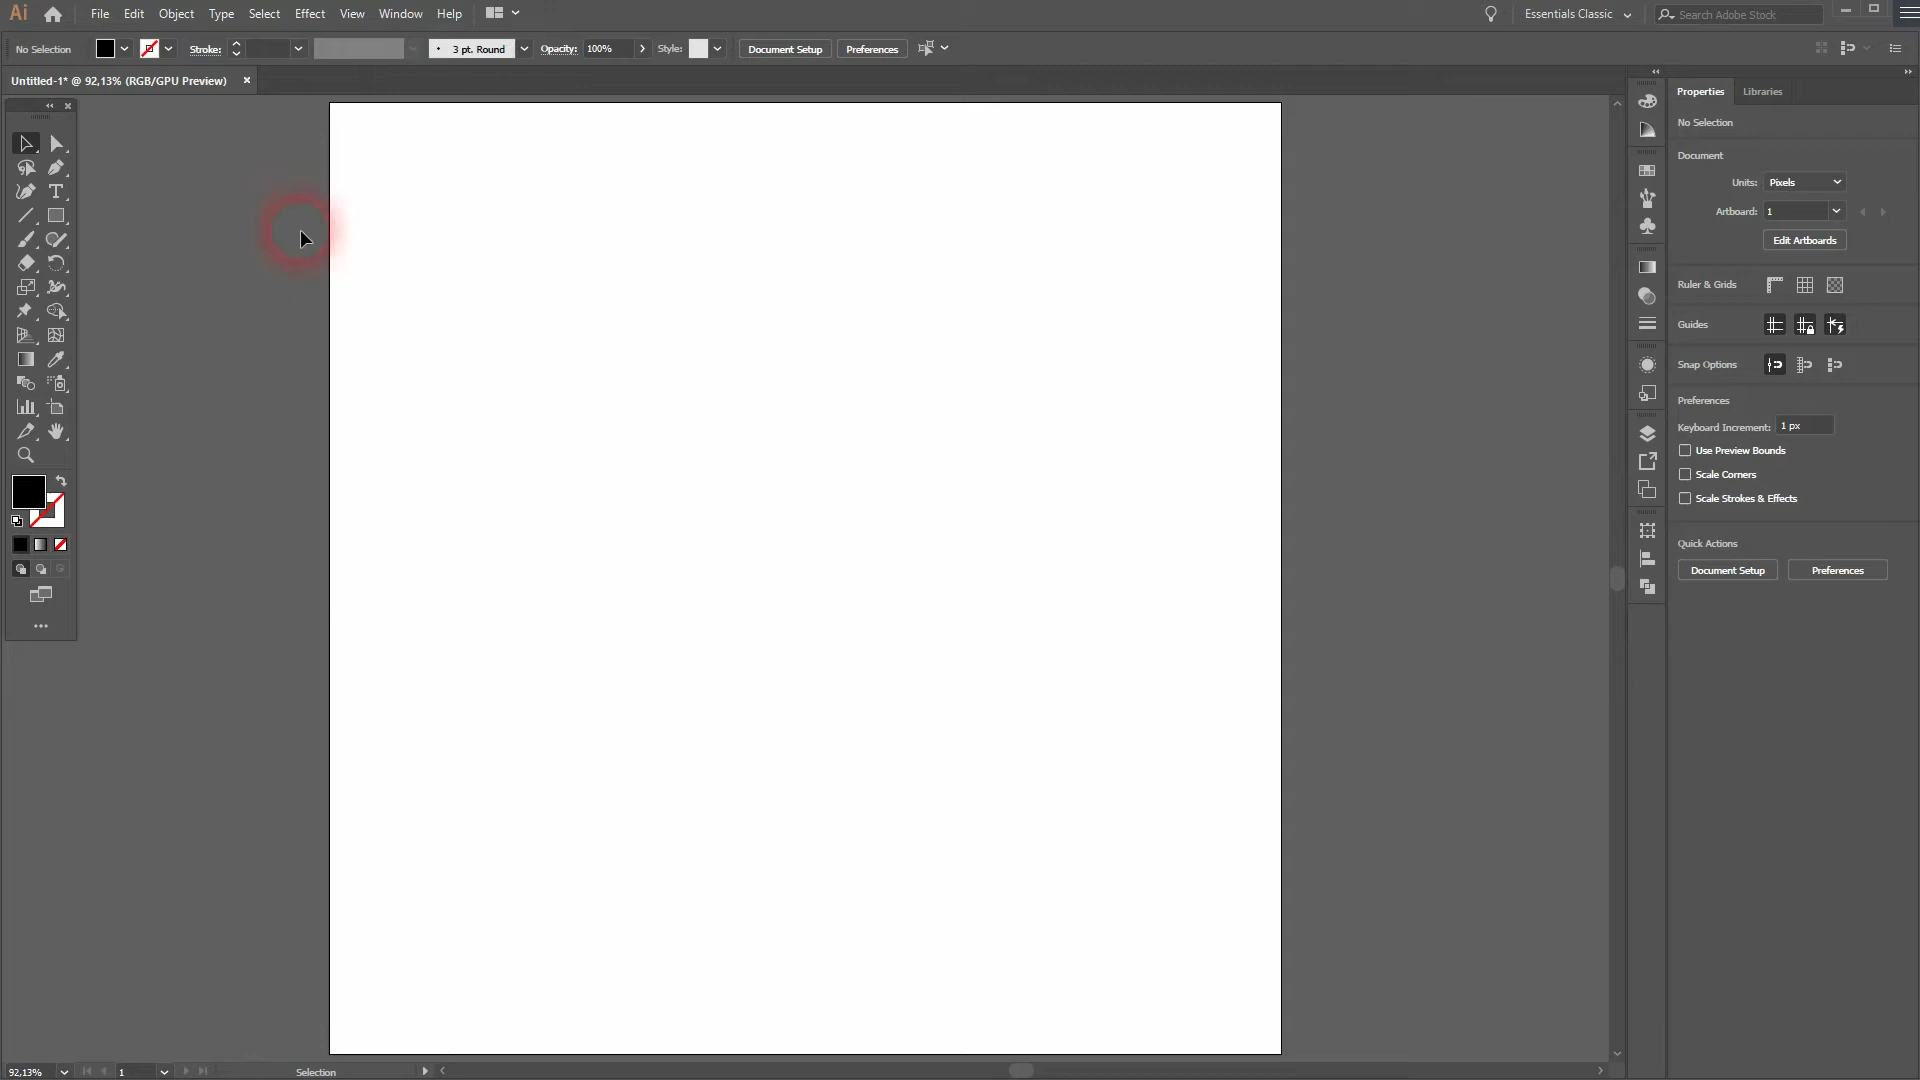 Ai File Edit Object Type Select Effect View Window Help Essentials Classic Search Adobe Stock
No Selection Stroke: 3 pt. Round Opacity: 100% Style: Document Setup Preferences
Untitled-1* @ 92,13% (RGB/GPU Preview)
Properties Libraries
No Selection
Document
Units: Pixels
Artboard: 1
Edit Artboards
Ruler & Grids
Guides
Snap Options
Preferences
Keyboard Increment: 1 px
Use Preview Bounds
Scale Corners
Scale Strokes & Effects
Quick Actions
Document Setup Preferences
92,13% 1 Selection